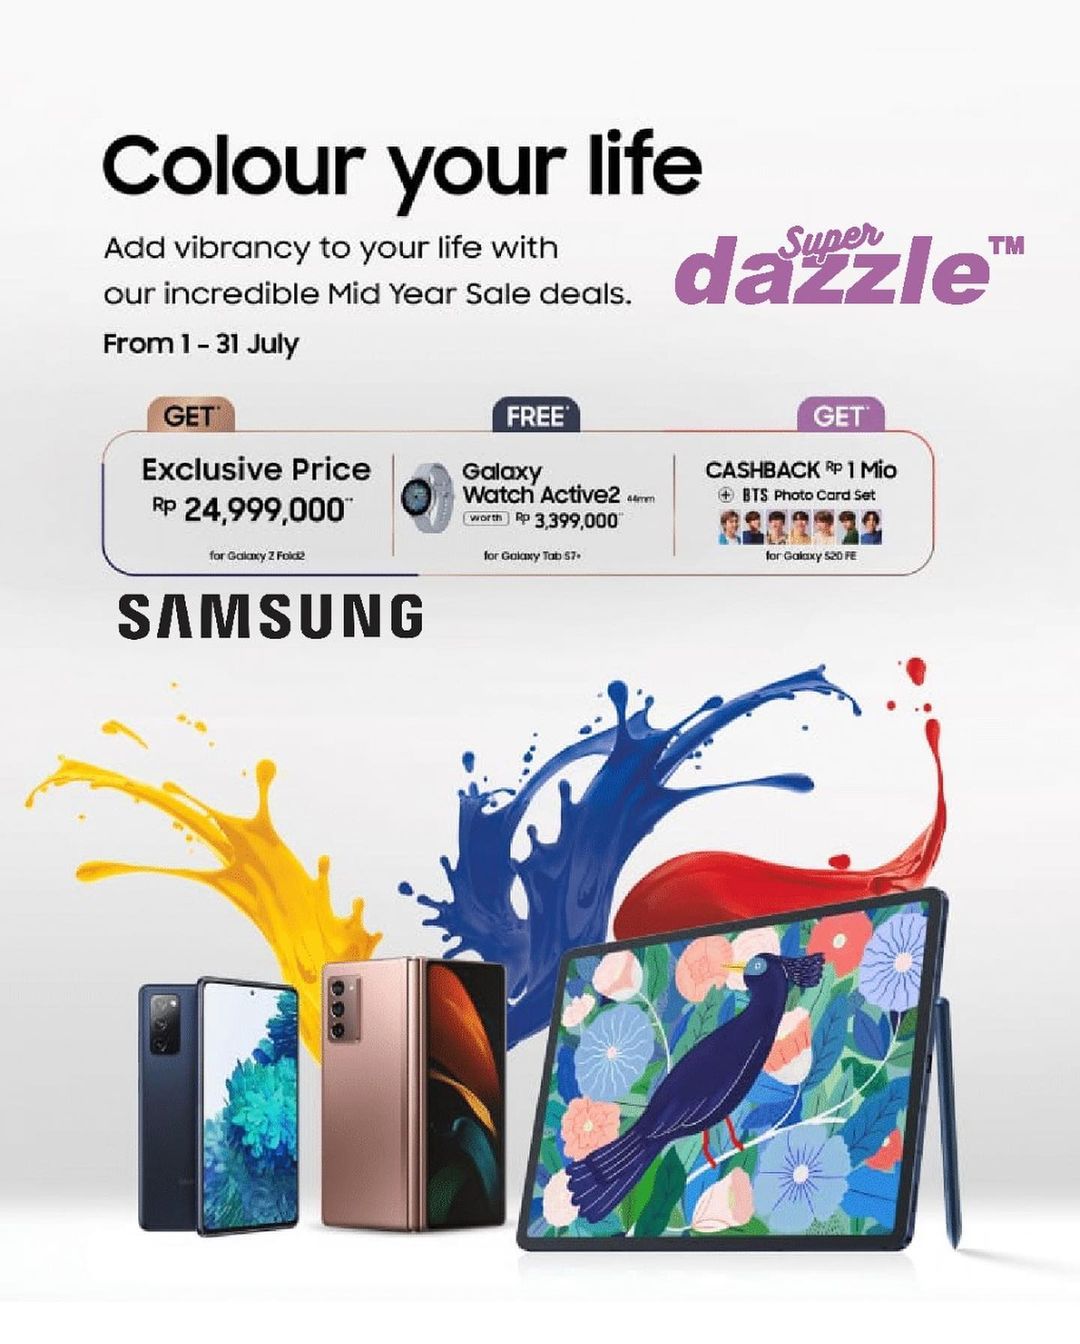 Colour your life
Add vibrancy to your life with
our incredible Mid Year Sale deals.
From 1 - 31 July
Super
dazzle™
GET*
Exclusive Price
Rp 24,999,000**
for Galaxy Z Fold2
FREE*
Galaxy
Watch Active2 44mm
worth Rp 3,399,000**
for Galaxy Tab S7+
GET*
CASHBACK Rp 1 Mio
+ BTS Photo Card Set
for Galaxy S20 FE
SAMSUNG